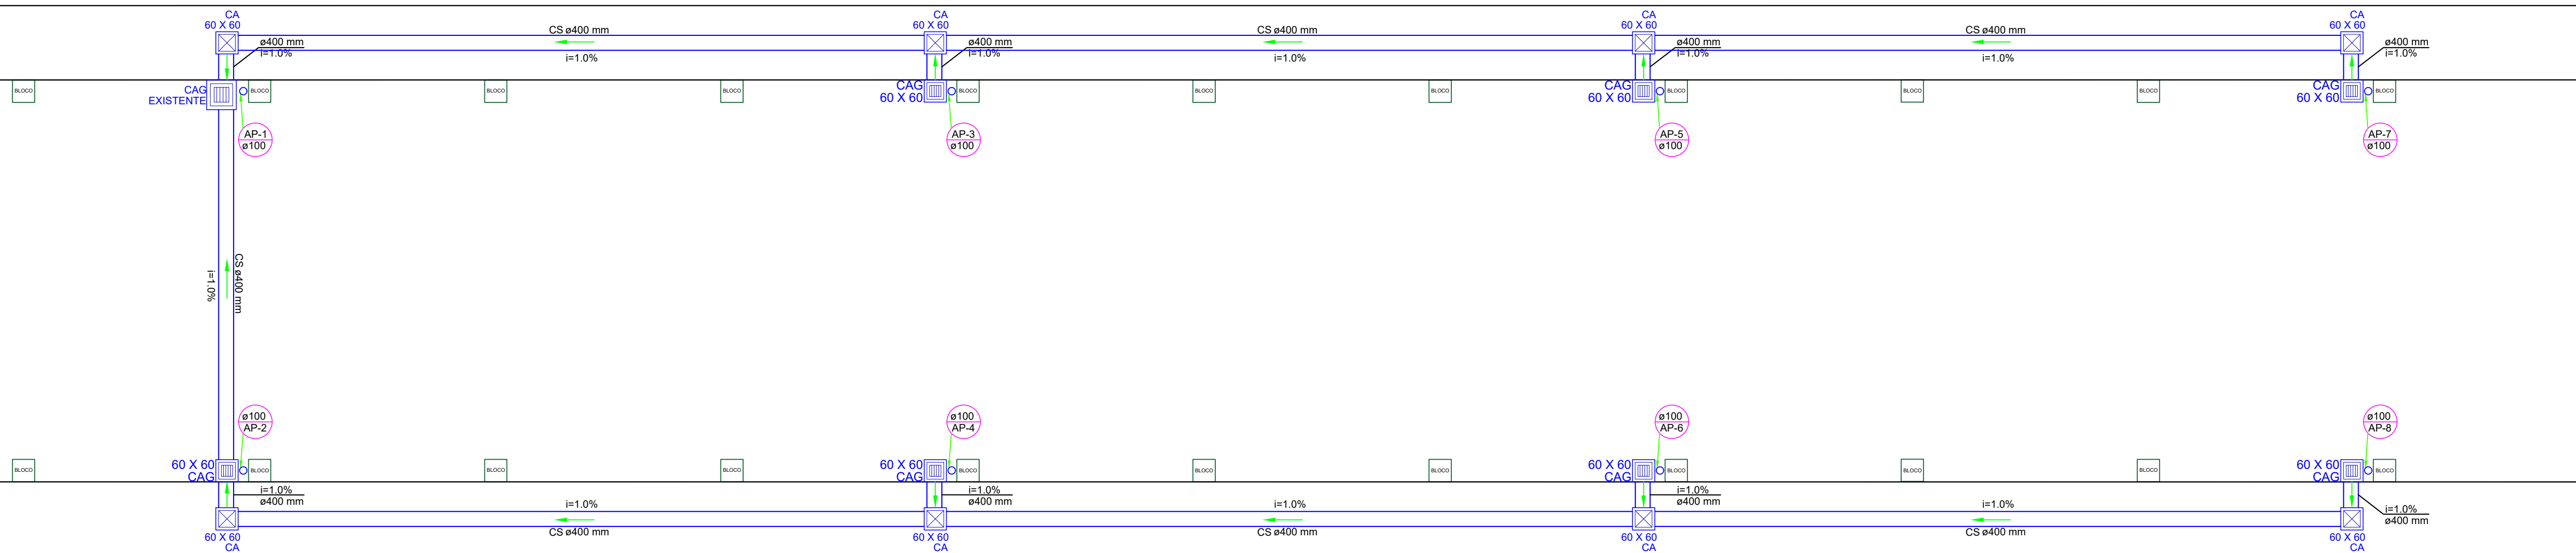 CA
60 X 60
CA
60 X 60
CA
60 X 60
CA
60 X 60
CS ø400 mm
i=1.0%
CS ø400 mm
i=1.0%
CS ø400 mm
i=1.0%
ø400 mm
i=1.0%
ø400 mm
i=1.0%
ø400 mm
i=1.0%
ø400 mm
i=1.0%
BLOCO
CAG
EXISTENTE
BLOCO
BLOCO
BLOCO
CAG
60 X 60
BLOCO
BLOCO
BLOCO
CAG
60 X 60
BLOCO
BLOCO
BLOCO
CAG
60 X 60
BLOCO
AP-1
ø100
AP-3
ø100
AP-5
ø100
AP-7
ø100
CS ø400 mm
i=1.0%
ø100
AP-2
ø100
AP-4
ø100
AP-6
ø100
AP-8
BLOCO
60 X 60
CAG
BLOCO
BLOCO
BLOCO
60 X 60
CAG
BLOCO
BLOCO
BLOCO
60 X 60
CAG
BLOCO
BLOCO
BLOCO
60 X 60
CAG
BLOCO
i=1.0%
ø400 mm
i=1.0%
ø400 mm
i=1.0%
ø400 mm
i=1.0%
ø400 mm
i=1.0%
CS ø400 mm
i=1.0%
CS ø400 mm
i=1.0%
CS ø400 mm
60 X 60
CA
60 X 60
CA
60 X 60
CA
60 X 60
CA